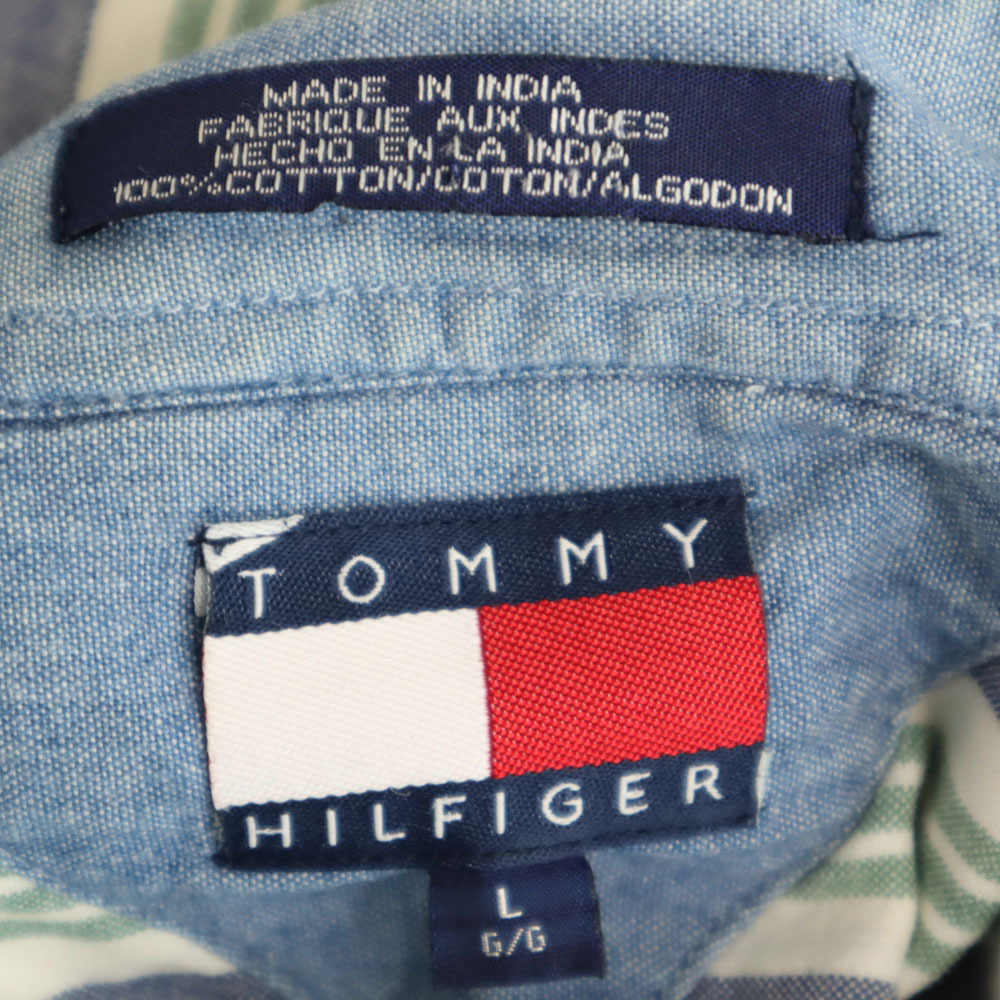 MADE IN INDIA
FABRIQUE AUX INDES
HECHO EN LA INDIA
100%COTTON/COTON/ALGODON
TOMMY
HILFIGER
L
G/G